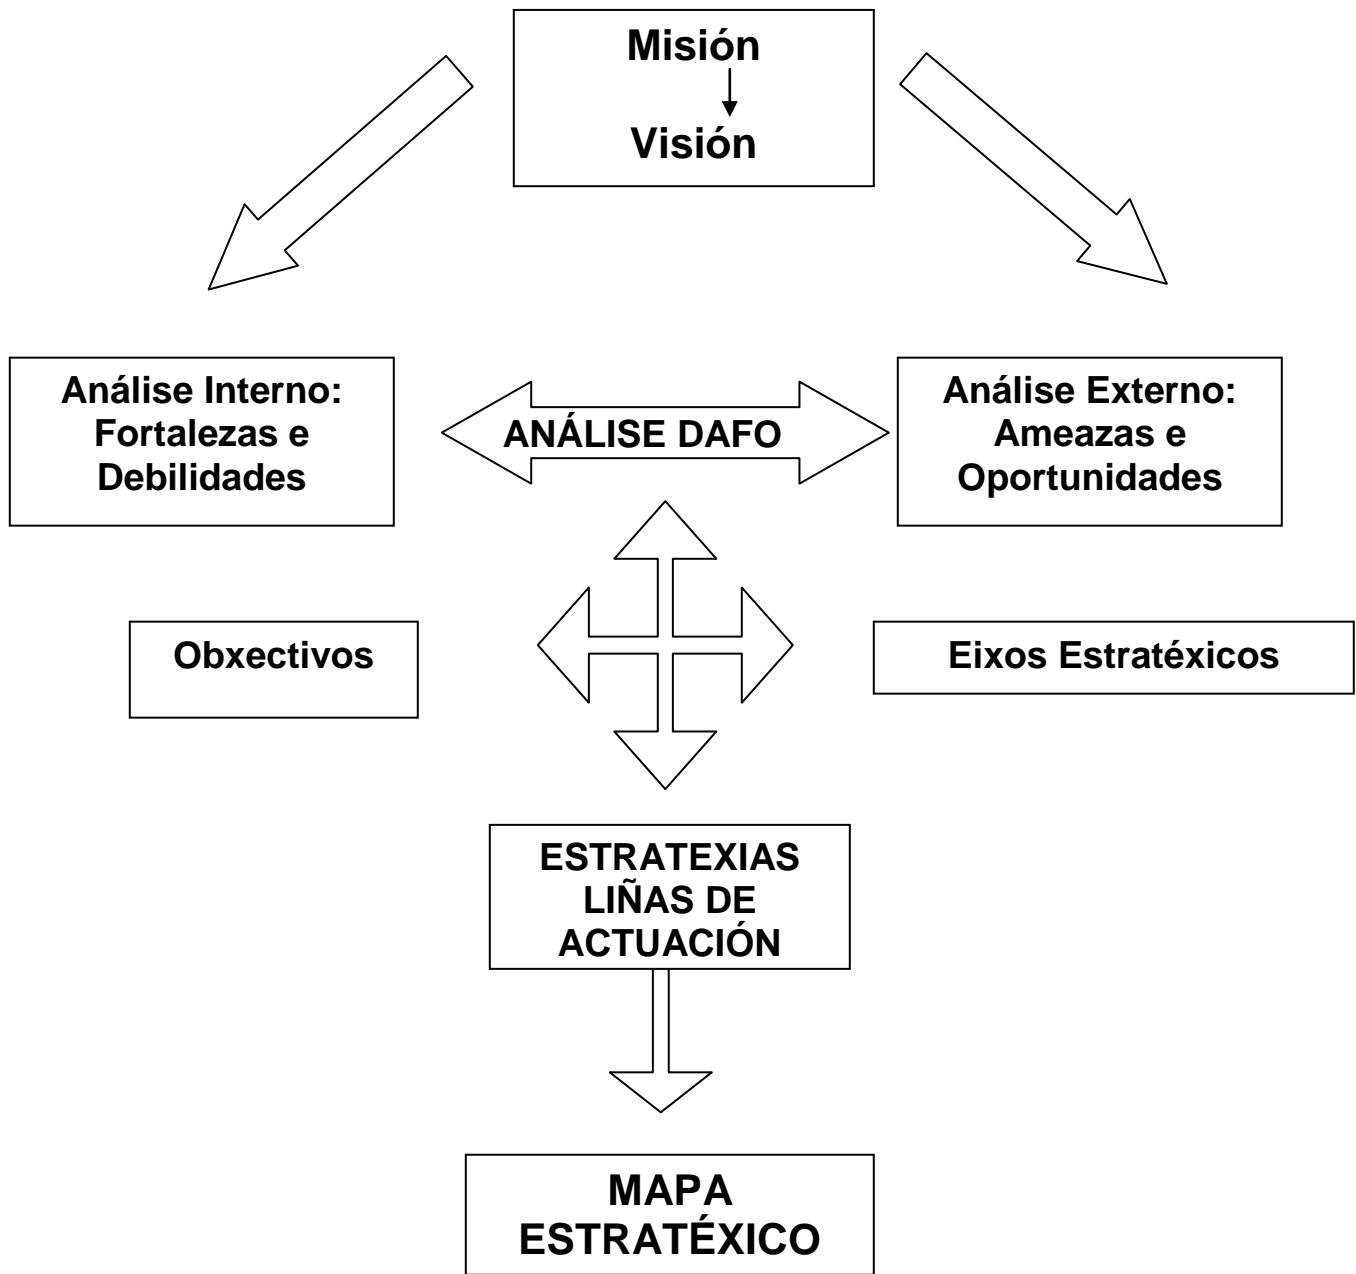 Misión
Visión
Análise Interno:
Fortalezas e
Debilidades
ANÁLISE DAFO
Análise Externo:
Ameazas e
Oportunidades
Obxectivos
Eixos Estratéxicos
ESTRATEXIAS
LIÑAS DE
ACTUACIÓN
MAPA
ESTRATÉXICO